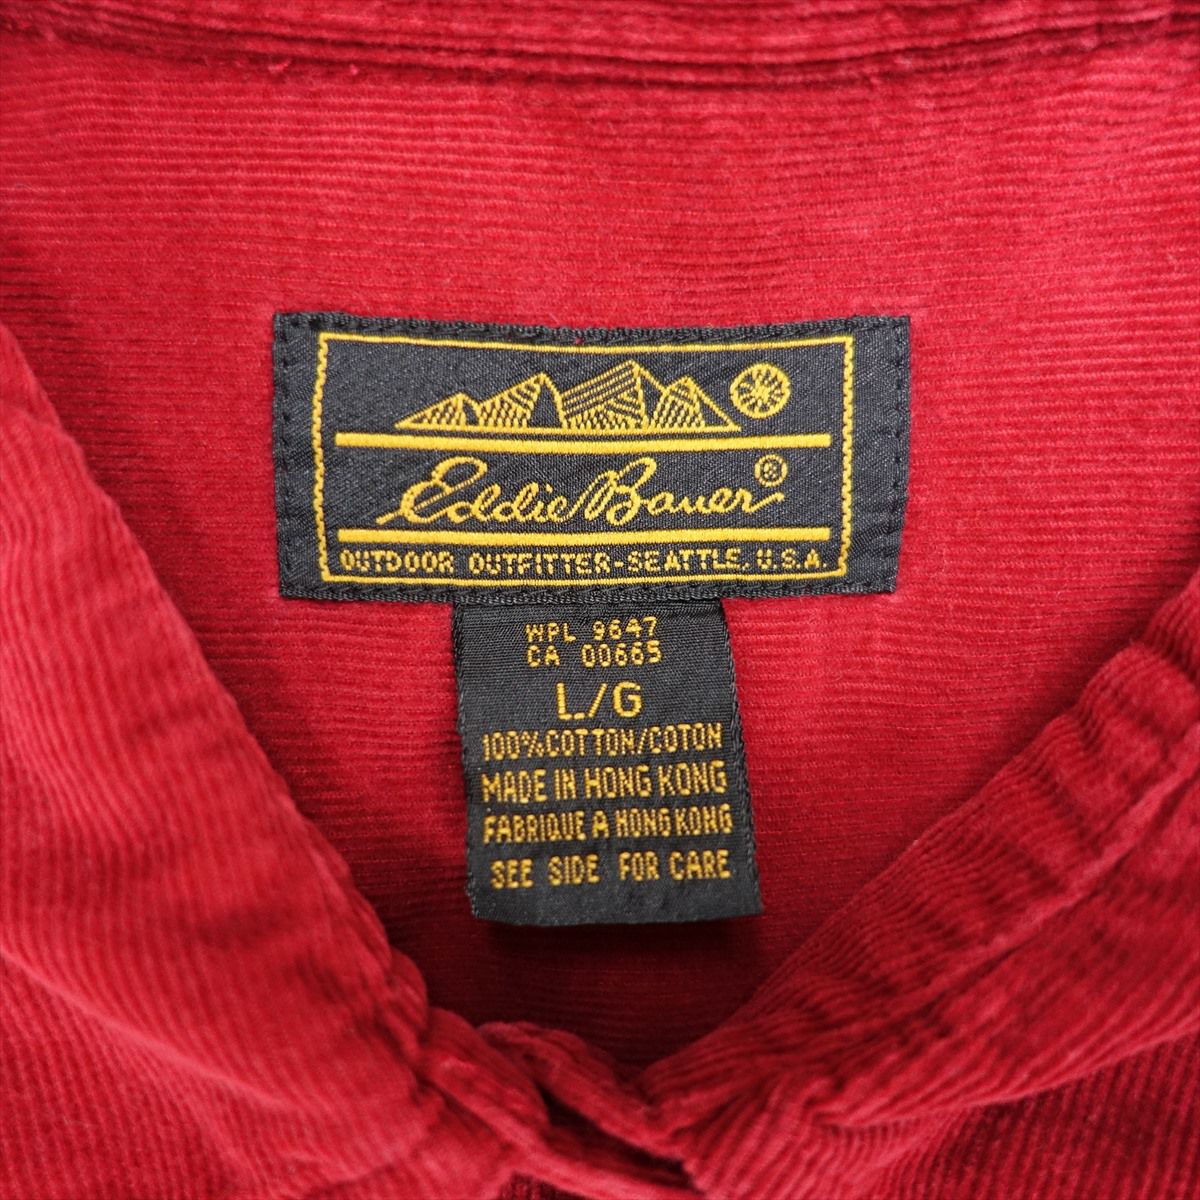 Eddie Bauer®
OUTDOOR OUTFITTER-SEATTLE, U.S.A.
WPL 9647
CA 00665
L/G
100%COTTON/COTON
MADE IN HONG KONG
FABRIQUE A HONG KONG
SEE SIDE FOR CARE